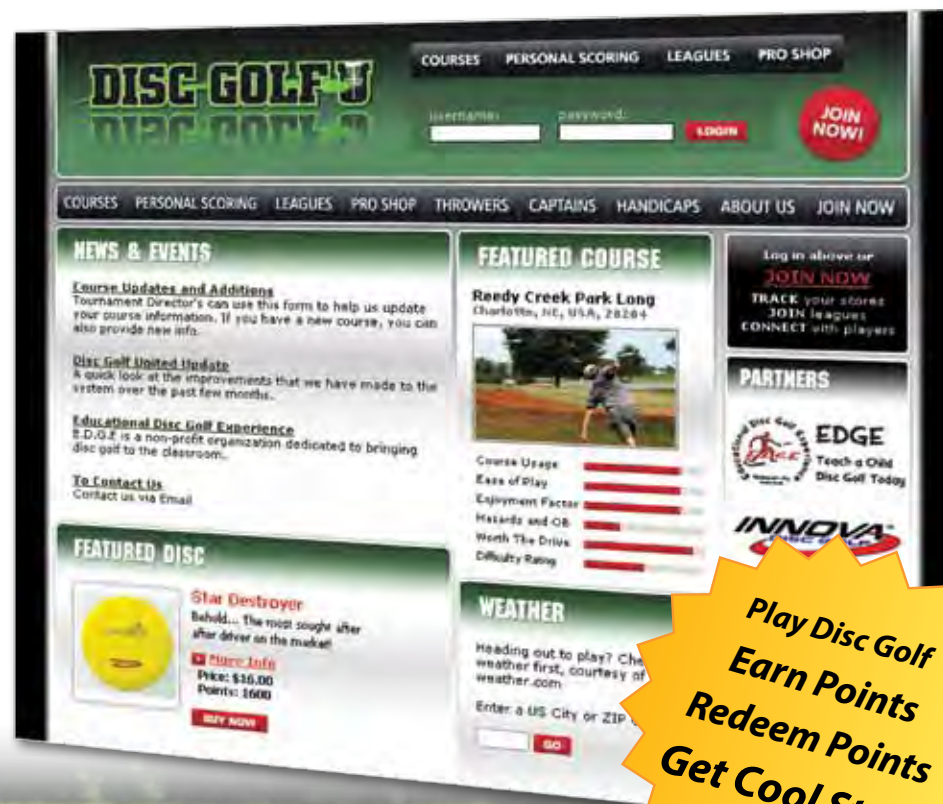 DISC GOLF U
COURSES PERSONAL SCORING LEAGUES PRO SHOP
username:
password:
LOGIN
JOIN
NOW!
COURSES PERSONAL SCORING LEAGUES PRO SHOP THROWERS CAPTAINS HANDICAPS ABOUT US JOIN NOW
NEWS & EVENTS
Course Updates and Additions
Tournament Director's can use this form to help us update
your course information. If you have a new course, you can
also provide new info.
Disc Golf United Update
A quick look at the improvements that we have made to the
system over the past few months.
Educational Disc Golf Experience
E.D.G.E is a non-profit organization dedicated to bringing
disc golf to the classroom.
To Contact Us
Contact us via Email
FEATURED DISC
Star Destroyer
Behold... The most sought after
after driver on the market!
More Info
Price: $16.00
Points: 1600
BUY NOW
FEATURED COURSE
Reedy Creek Park Long
Charlotte, NC, USA, 28204
Course Usage
Ease of Play
Enjoyment Factor
Hazards and OB
Worth The Drive
Difficulty Rating
WEATHER
Heading out to play?
weather first, courtesy of
weather.com
Enter a US City or ZIP
GO
Log in above or
JOIN NOW
TRACK your scores
JOIN leagues
CONNECT with players
PARTNERS
Educational Disc Golf Experience
EDGE
Teach a Child
Disc Golf Today
INNOVA
DISC GOLF
Play Disc Golf
Earn Points
Redeem Points
Get Cool